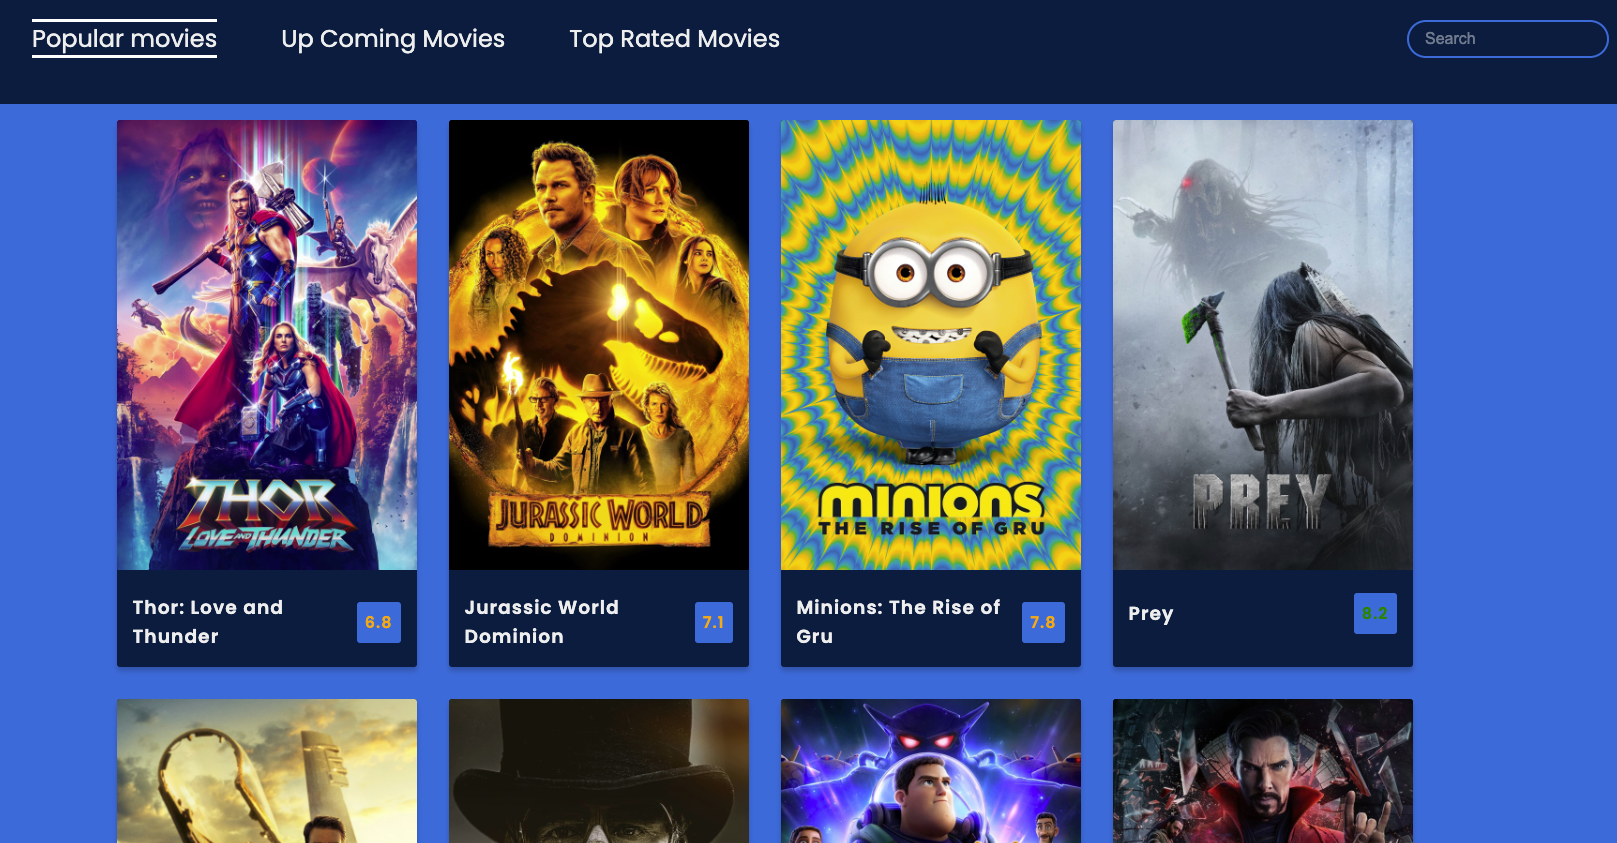 Popular movies
Up Coming Movies
Top Rated Movies
Search
THOR
LOVE AND THUNDER
JURASSIC WORLD
DOMINION
MINIONS
THE RISE OF GRU
PREY
Thor: Love and
Thunder
6.8
Jurassic World
Dominion
7.1
Minions: The Rise of
Gru
7.8
Prey
8.2